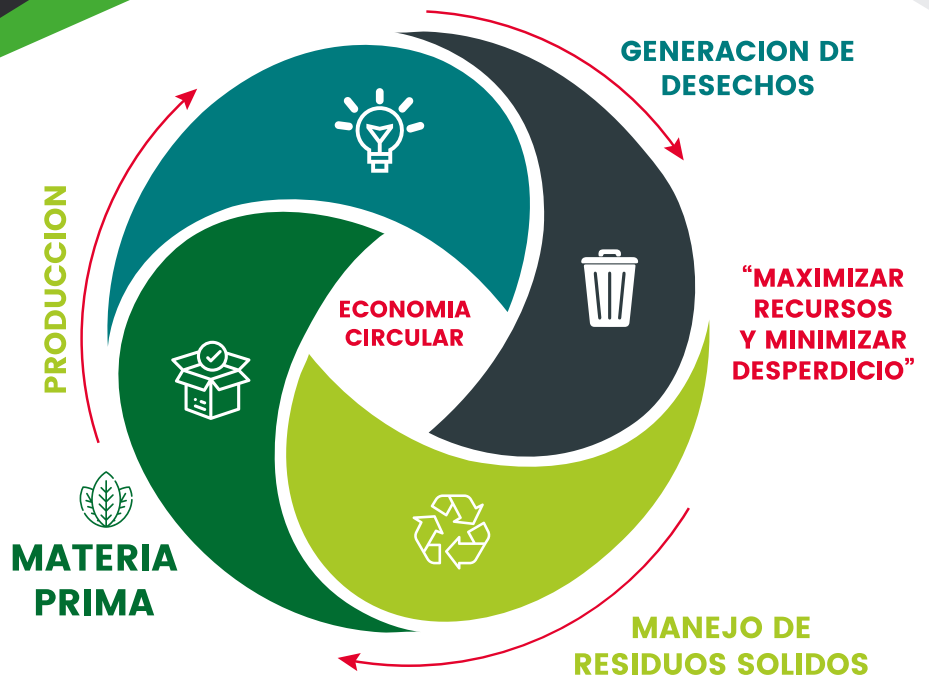 GENERACION DE
DESECHOS
PRODUCCION
“MAXIMIZAR
RECURSOS
Y MINIMIZAR
DESPERDICIO”
ECONOMIA
CIRCULAR
MATERIA
PRIMA
MANEJO DE
RESIDUOS SOLIDOS